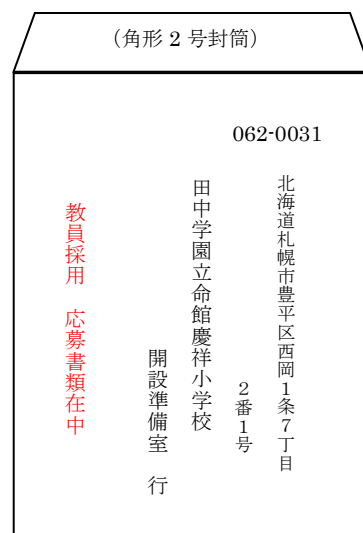 (角形２号封筒)
062-0031
北海道札幌市豊平区西岡１条７丁目
２番１号
田中学園立命館慶祥小学校
開設準備室　行
教員採用　応募書類在中